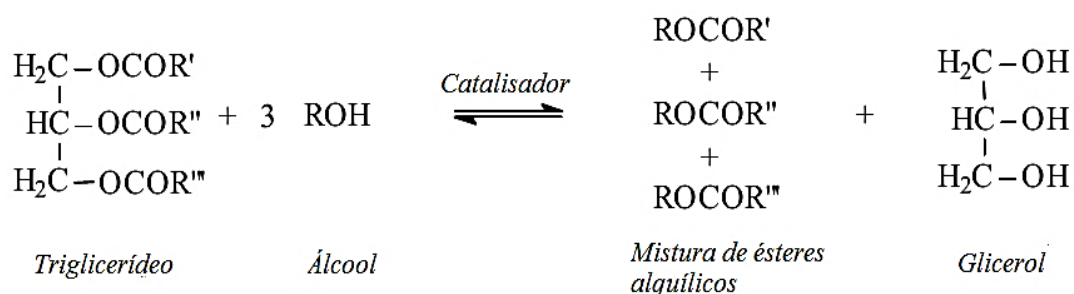 H₂C–OCOR'
HC–OCOR" + 3 ROH
H₂C–OCOR'''
Catalisador
ROCOR'
+
ROCOR"
+
ROCOR'''
+
H₂C–OH
HC–OH
H₂C–OH
Triglicerídeo
Álcool
Mistura de ésteres
alquílicos
Glicerol